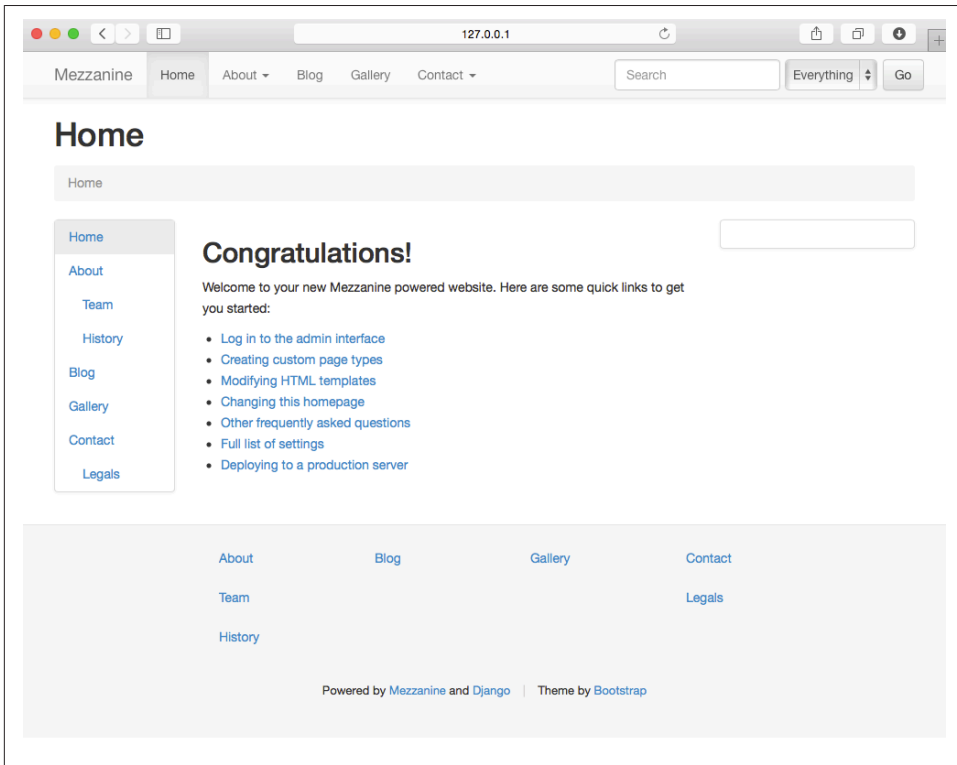 127.0.0.1
Mezzanine Home About Blog Gallery Contact Search Everything Go
Home
Home
Home
About
Team
History
Blog
Gallery
Contact
Legals
Congratulations!
Welcome to your new Mezzanine powered website. Here are some quick links to get
you started:
• Log in to the admin interface
• Creating custom page types
• Modifying HTML templates
• Changing this homepage
• Other frequently asked questions
• Full list of settings
• Deploying to a production server
About Blog Gallery Contact
Team Legals
History
Powered by Mezzanine and Django | Theme by Bootstrap